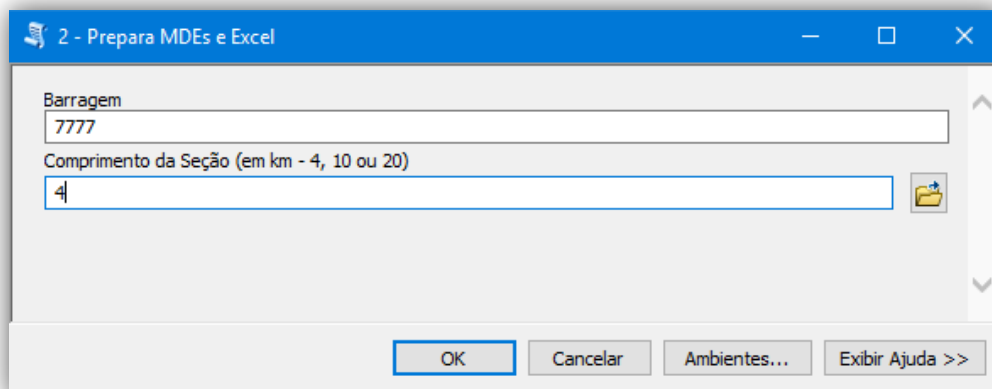 2 - Prepara MDEs e Excel
Barragem
7777
Comprimento da Seção (em km - 4, 10 ou 20)
4
OK Cancelar Ambientes... Exibir Ajuda >>